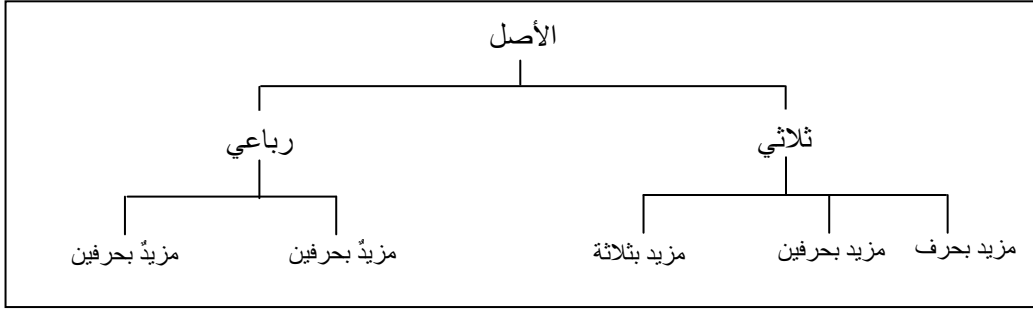 الأصل
ثلاثي
رباعي
مزيد بحرف
مزيد بحرفين
مزيد بثلاثة
مزيدٌ بحرفين
مزيدٌ بحرفين